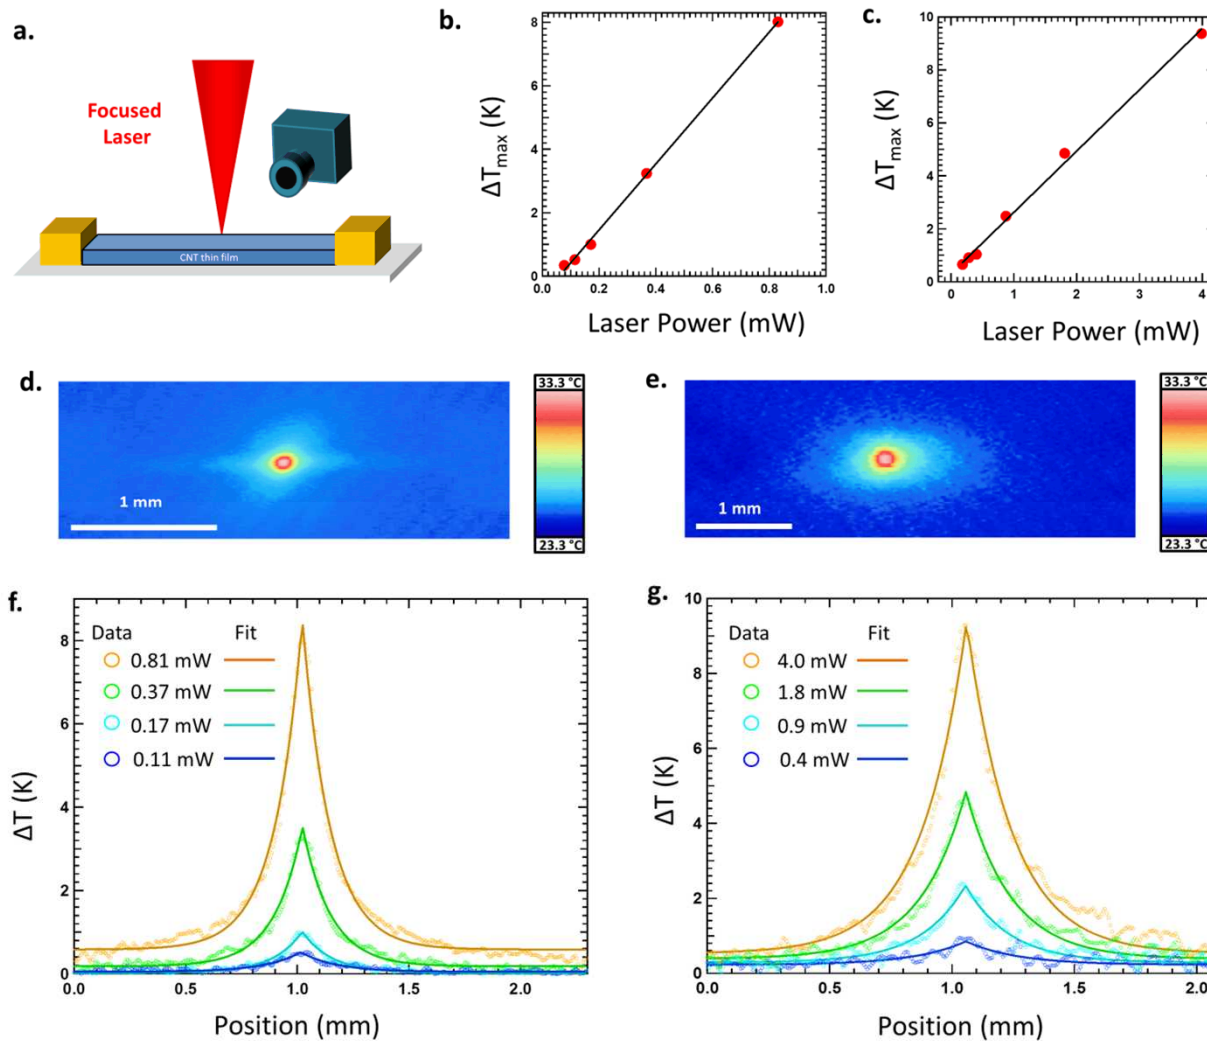 a.
Focused
Laser
CNT thin film
b.
8
6
4
2
0
0.0
0.2
0.4
0.6
0.8
1.0
ΔTmax (K)
Laser Power (mW)
c.
10
8
6
4
2
0
0
1
2
3
4
ΔTmax (K)
Laser Power (mW)
d.
1 mm
33.3 °C
23.3 °C
e.
1 mm
33.3 °C
23.3 °C
f.
Data Fit
0.81 mW
0.37 mW
0.17 mW
0.11 mW
8
6
4
2
0
0.0
0.5
1.0
1.5
2.0
ΔT (K)
Position (mm)
g.
Data Fit
4.0 mW
1.8 mW
0.9 mW
0.4 mW
10
8
6
4
2
0
0.0
0.5
1.0
1.5
2.0
ΔT (K)
Position (mm)